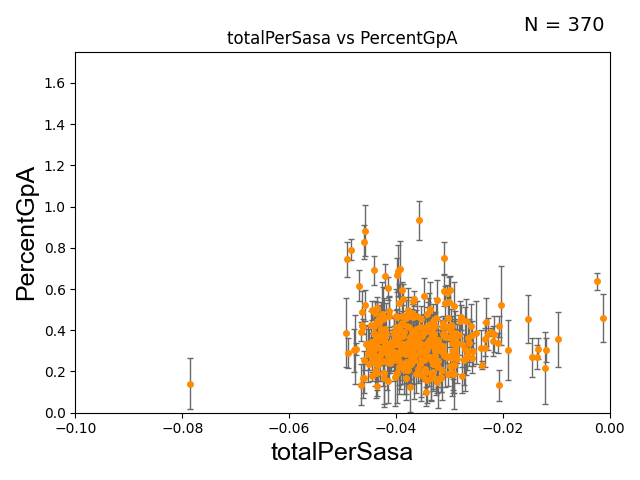 N = 370
totalPerSasa vs PercentGpA
PercentGpA
1.6
1.4
1.2
1.0
0.8
0.6
0.4
0.2
0.0
−0.10 −0.08 −0.06 −0.04 −0.02 0.00
totalPerSasa